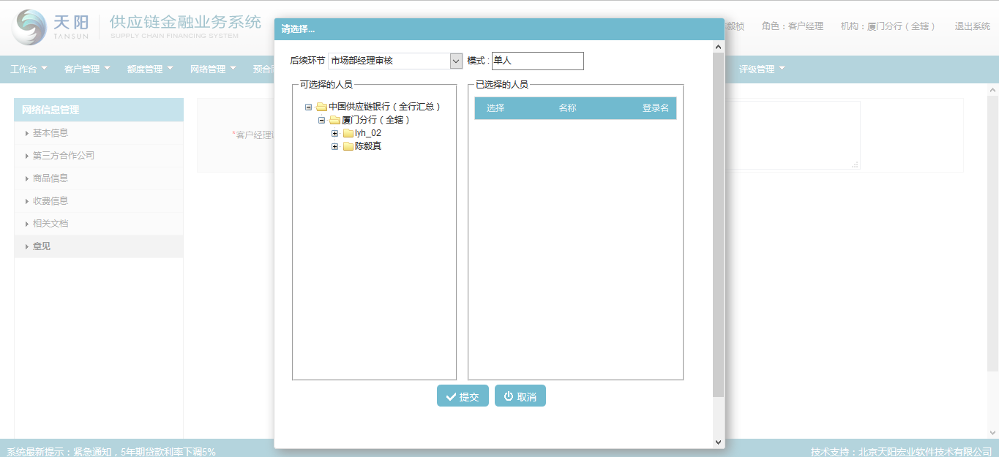 天阳
TANSUN
供应链金融业务系统
SUPPLY CHAIN FINANCING SYSTEM
角色：客户经理 机构：厦门分行（全辖） 退出系统
工作台 客户管理 额度管理 网络管理 预合 评级管理
网络信息管理
基本信息
第三方合作公司
商品信息
收费信息
相关文档
意见
*客户经理
请选择...
后续环节 市场部经理审核 模式： 单人
可选择的人员
中国供应链银行（全行汇总）
厦门分行（全辖）
lyh_02
陈毅真
已选择的人员
选择 名称 登录名
提交 取消
系统最新提示：紧急通知，5年期贷款利率下调5%
技术支持：北京天阳宏业软件技术有限公司